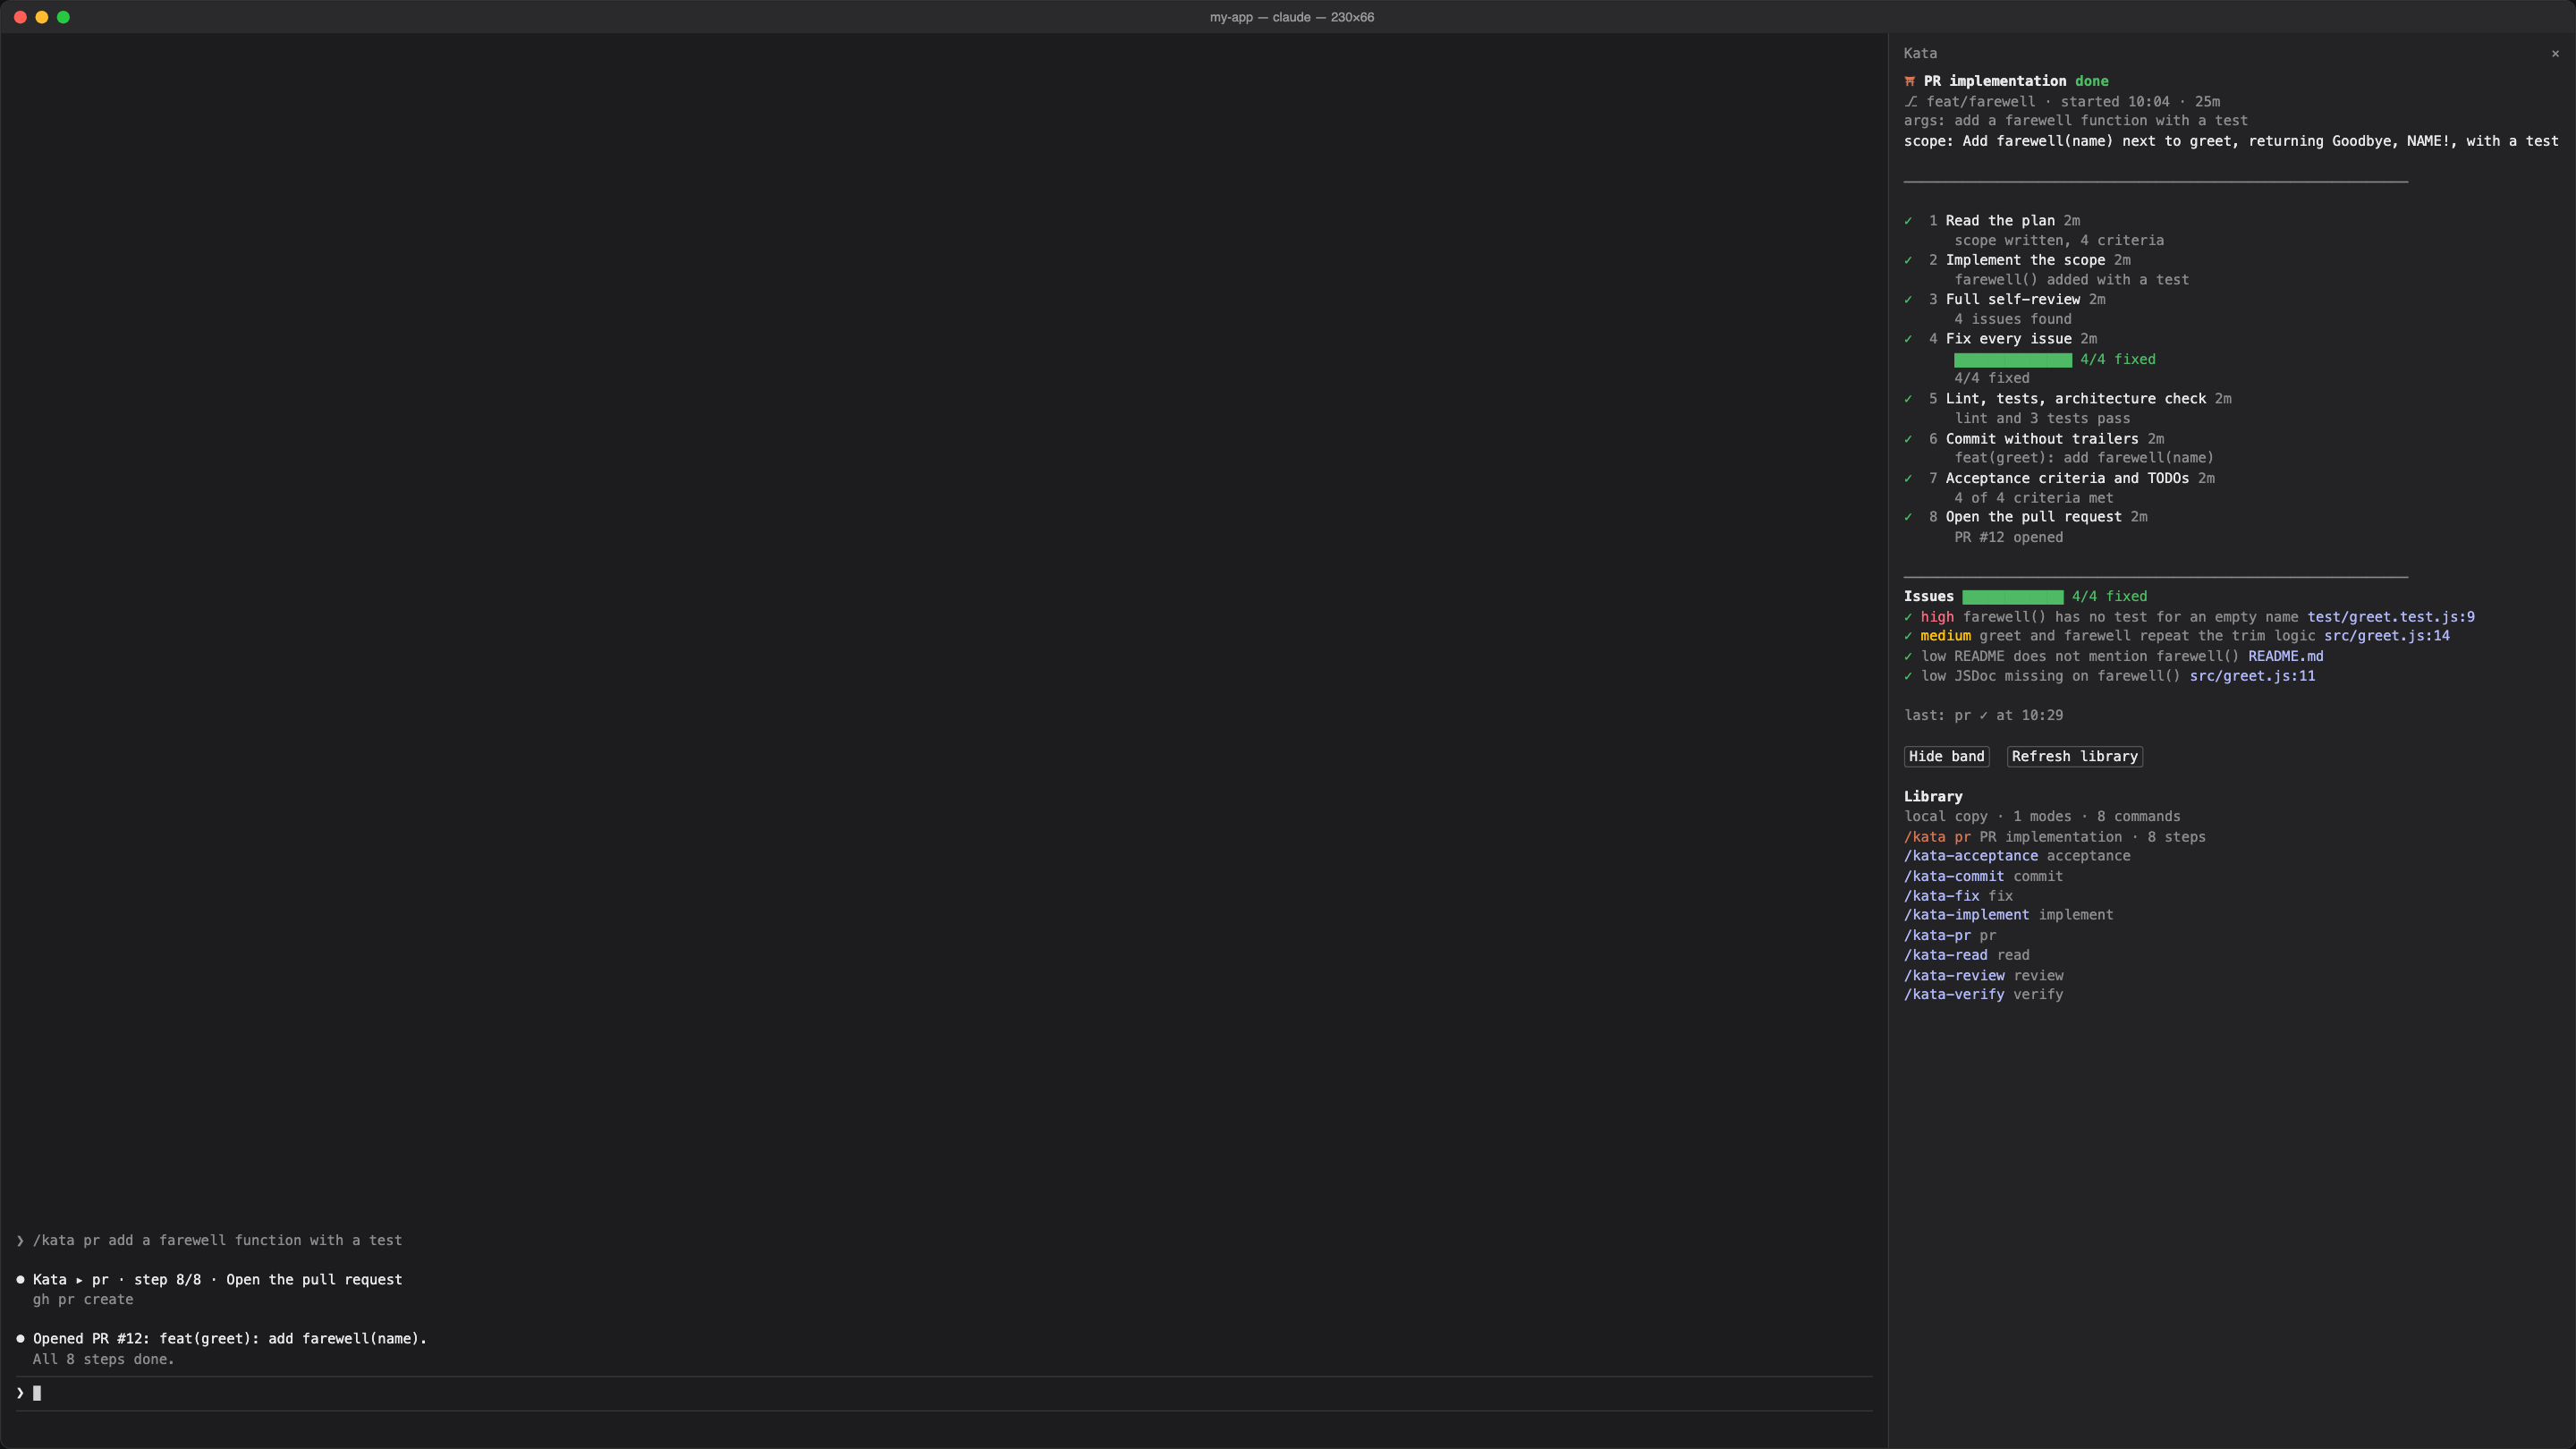 my-app — claude — 230×66
❯ /kata pr add a farewell function with a test
● Kata ▸ pr · step 8/8 · Open the pull request
gh pr create
● Opened PR #12: feat(greet): add farewell(name).
All 8 steps done.
❯
Kata ×
⛩ PR implementation done
⎇ feat/farewell · started 10:04 · 25m
args: add a farewell function with a test
scope: Add farewell(name) next to greet, returning Goodbye, NAME!, with a test
✓ 1 Read the plan 2m
scope written, 4 criteria
✓ 2 Implement the scope 2m
farewell() added with a test
✓ 3 Full self-review 2m
4 issues found
✓ 4 Fix every issue 2m
4/4 fixed
4/4 fixed
✓ 5 Lint, tests, architecture check 2m
lint and 3 tests pass
✓ 6 Commit without trailers 2m
feat(greet): add farewell(name)
✓ 7 Acceptance criteria and TODOs 2m
4 of 4 criteria met
✓ 8 Open the pull request 2m
PR #12 opened
Issues 4/4 fixed
✓ high farewell() has no test for an empty name test/greet.test.js:9
✓ medium greet and farewell repeat the trim logic src/greet.js:14
✓ low README does not mention farewell() README.md
✓ low JSDoc missing on farewell() src/greet.js:11
last: pr ✓ at 10:29
Hide band Refresh library
Library
local copy · 1 modes · 8 commands
/kata pr PR implementation · 8 steps
/kata-acceptance acceptance
/kata-commit commit
/kata-fix fix
/kata-implement implement
/kata-pr pr
/kata-read read
/kata-review review
/kata-verify verify